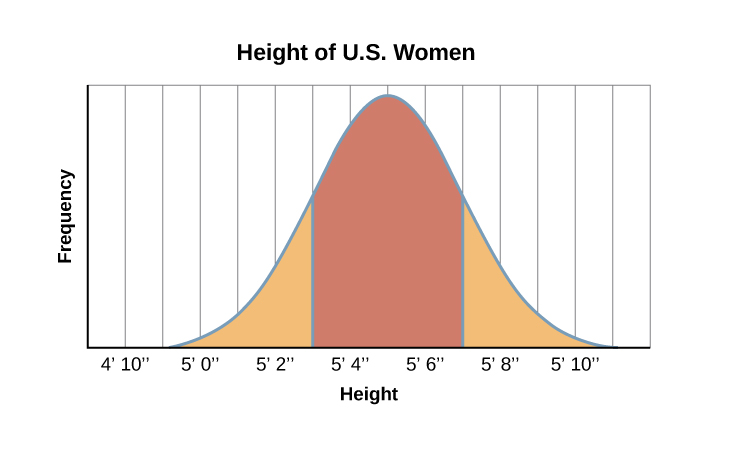 Height of U.S. Women
Frequency
4’ 10’’ 5’ 0’’ 5’ 2’’ 5’ 4’’ 5’ 6’’ 5’ 8’’ 5’ 10’’
Height